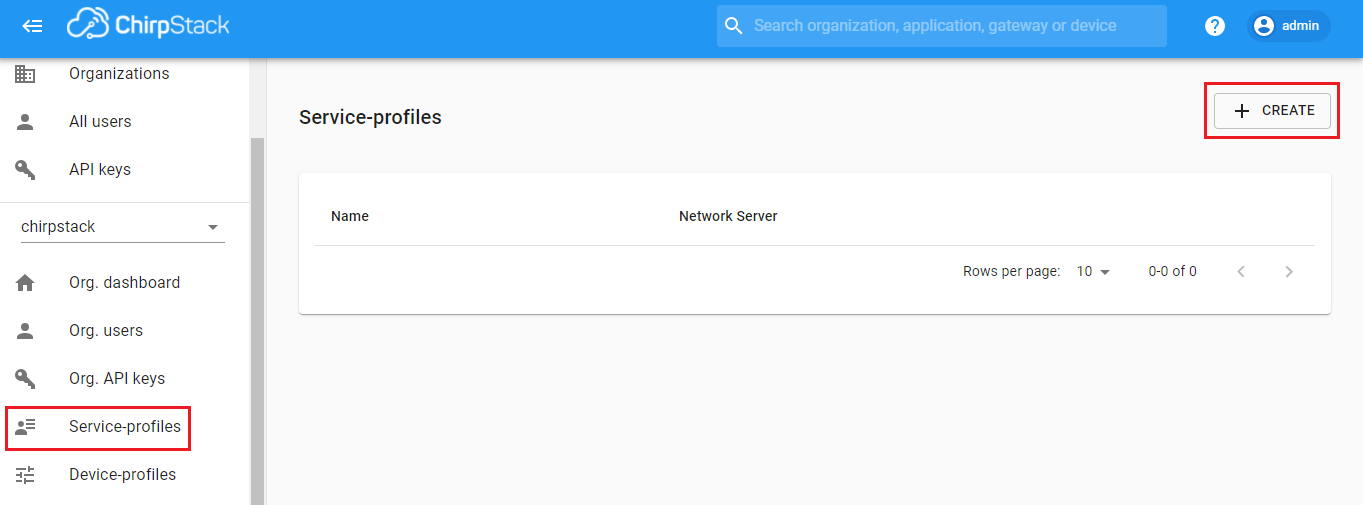 ChirpStack
Search organization, application, gateway or device
? admin
Organizations
All users
API keys
chirpstack
Org. dashboard
Org. users
Org. API keys
Service-profiles
Device-profiles
Service-profiles
+ CREATE
Name Network Server
Rows per page: 10 0-0 of 0